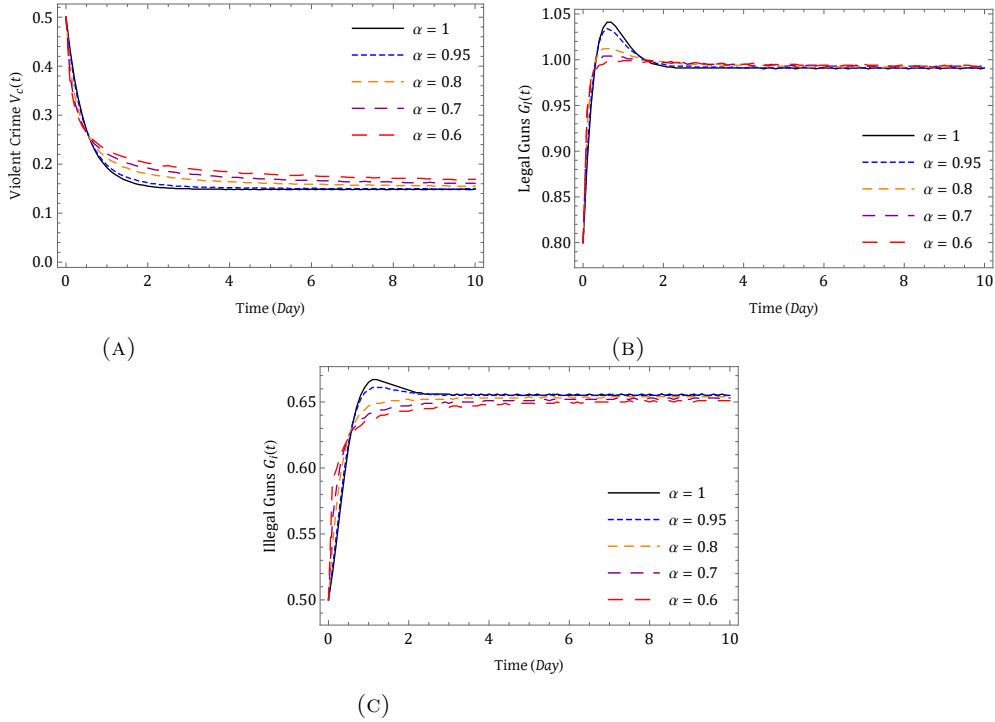 0.5
0.4
0.3
0.2
0.1
0.0
Violent Crime V_c(t)
α = 1
α = 0.95
α = 0.8
α = 0.7
α = 0.6
0 2 4 6 8 10
Time (Day)
(A)
1.05
1.00
0.95
0.90
0.85
0.80
Legal Guns G_l(t)
α = 1
α = 0.95
α = 0.8
α = 0.7
α = 0.6
0 2 4 6 8 10
Time (Day)
(B)
0.65
0.60
0.55
0.50
Illegal Guns G_i(t)
α = 1
α = 0.95
α = 0.8
α = 0.7
α = 0.6
0 2 4 6 8 10
Time (Day)
(C)